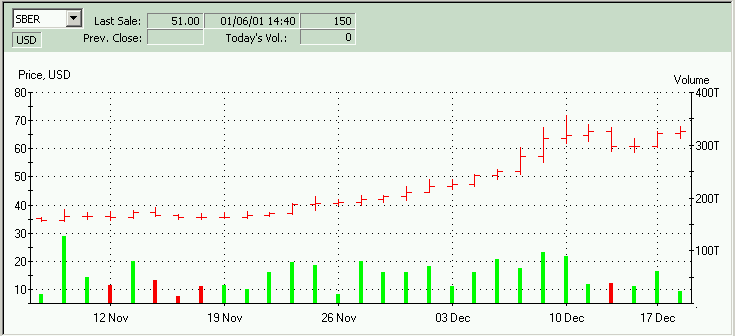 SBER Last Sale: 51.00 01/06/01 14:40 150
USD Prev. Close: Today's Vol.: 0
Price, USD Volume
80 400T
70
60 300T
50
40 200T
30
20 100T
10
12 Nov 19 Nov 26 Nov 03 Dec 10 Dec 17 Dec